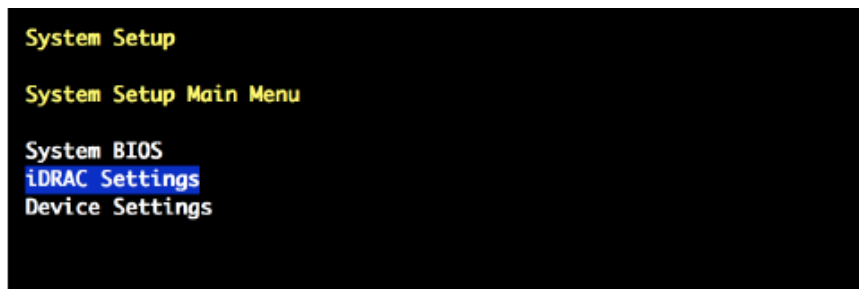 System Setup
System Setup Main Menu
System BIOS
iDRAC Settings
Device Settings